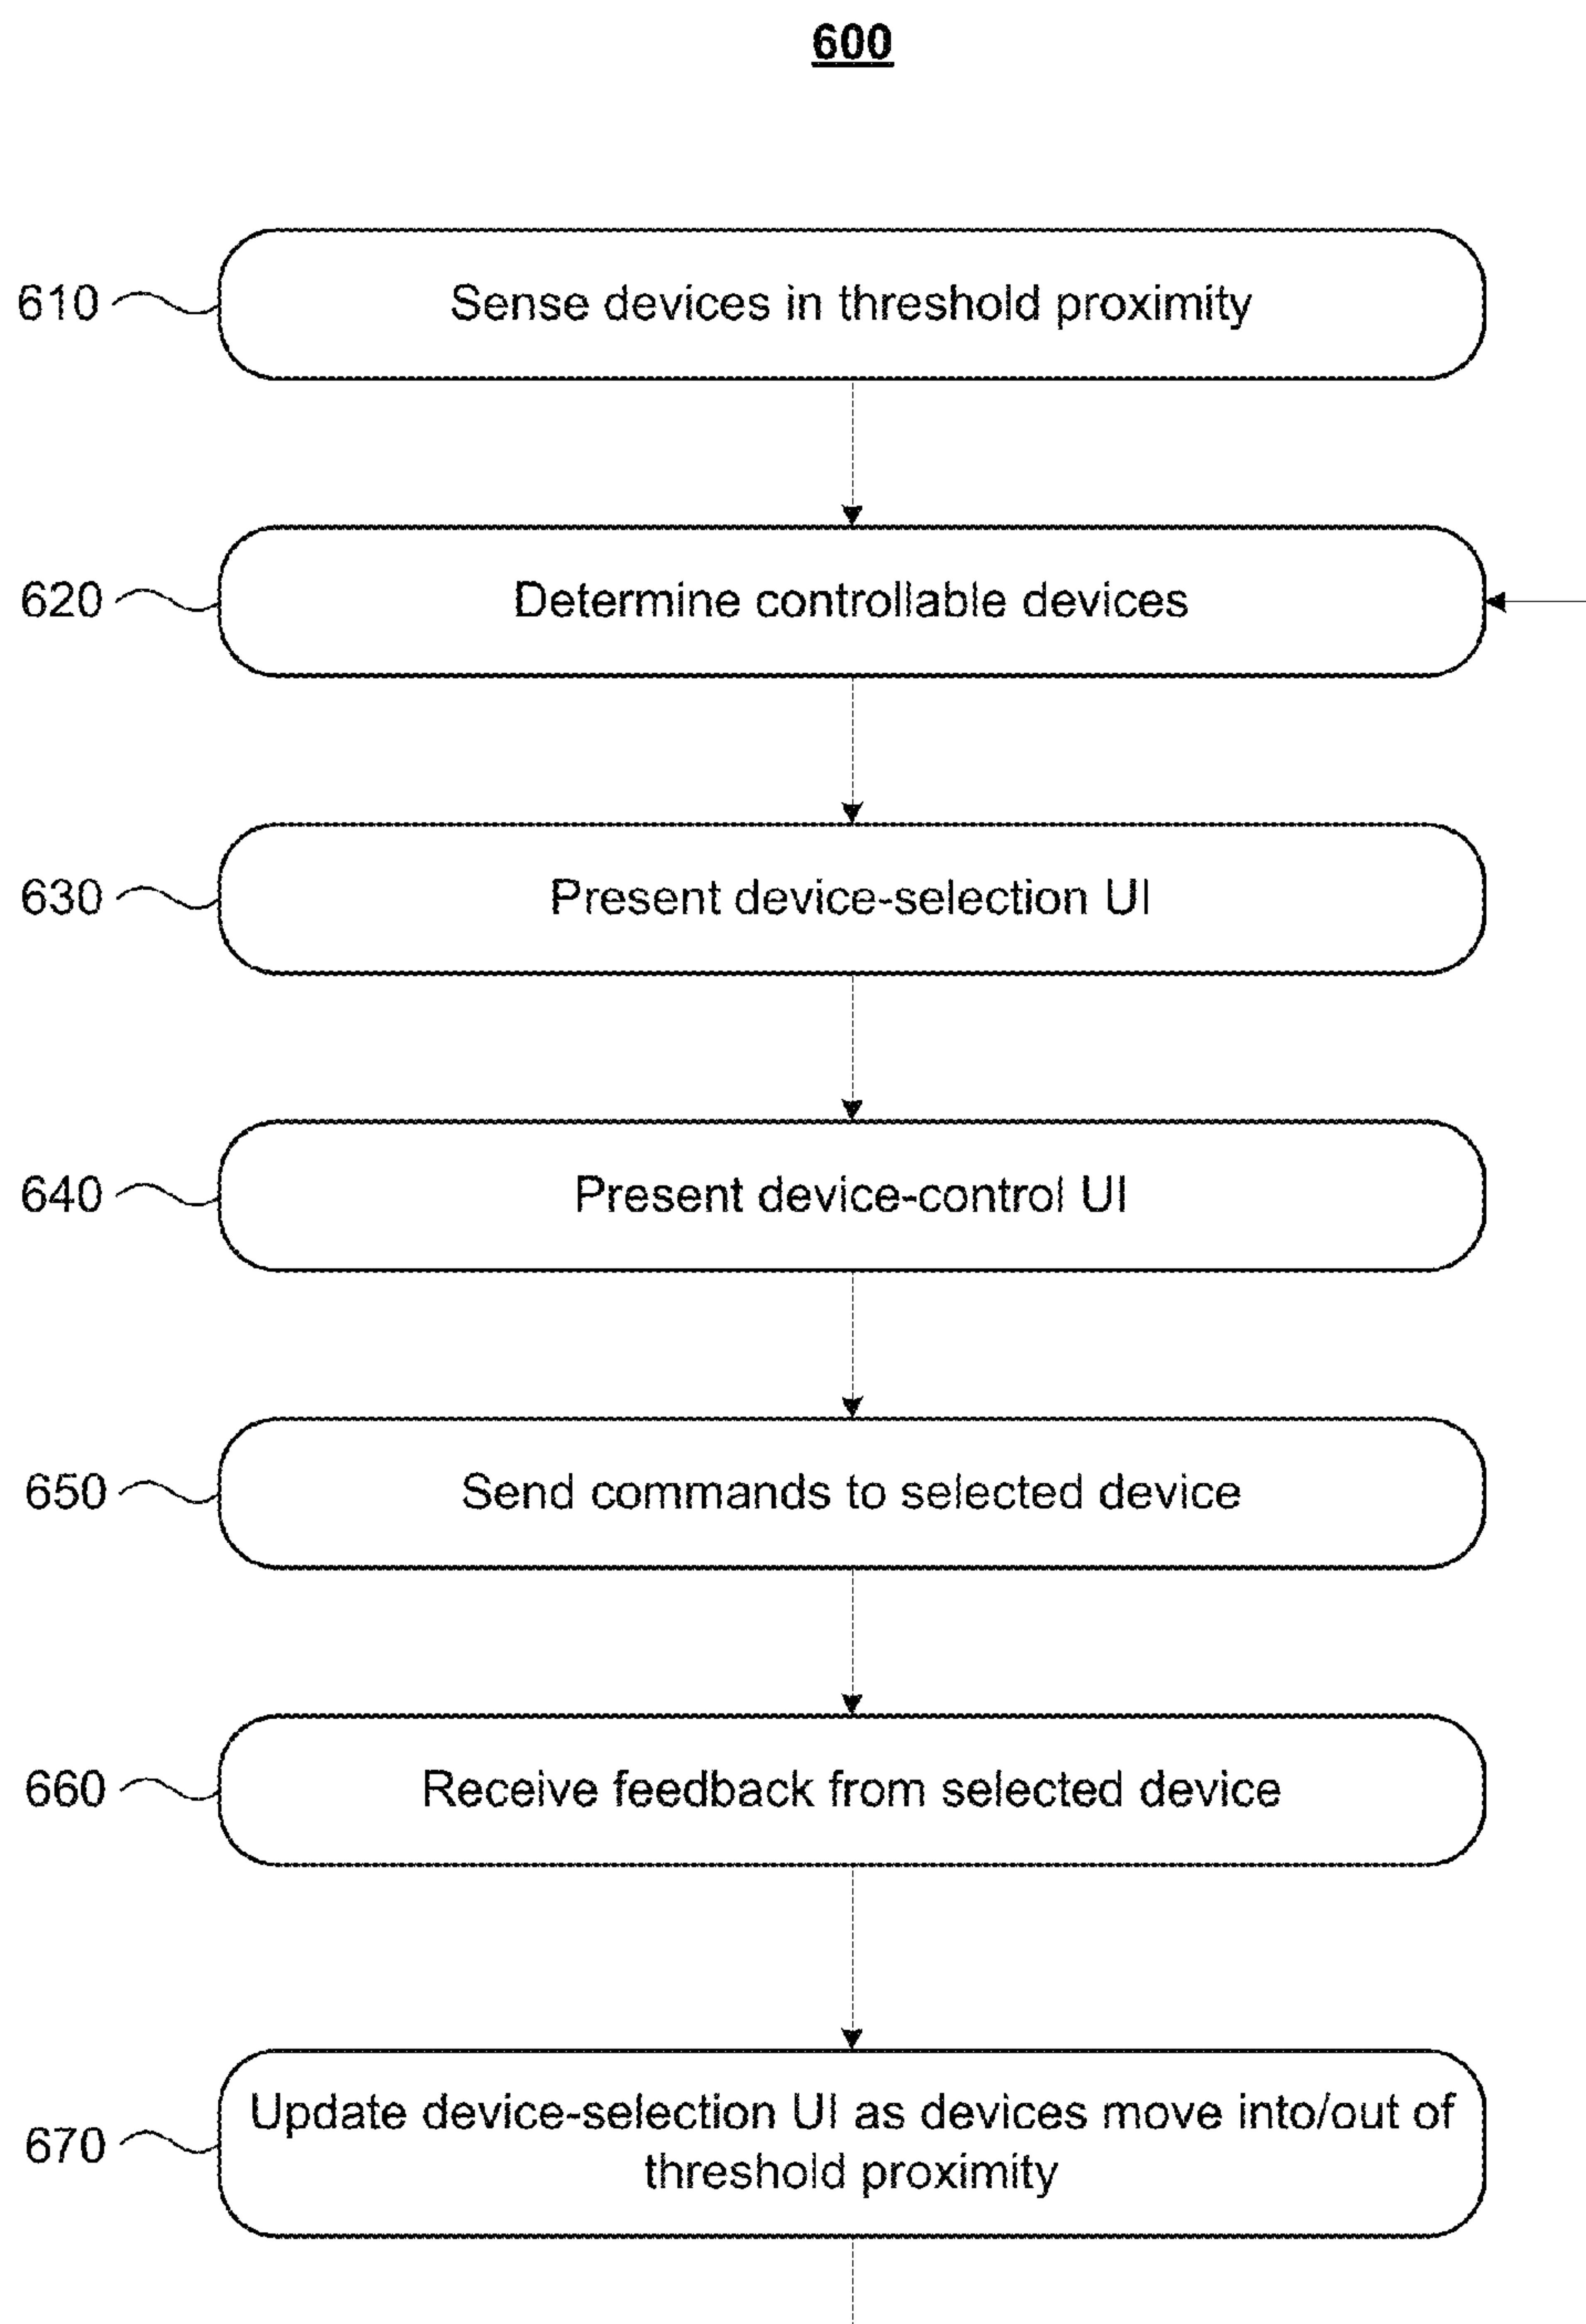 600
610 Sense devices in threshold proximity
620 Determine controllable devices
630 Present device-selection UI
640 Present device-control UI
650 Send commands to selected device
660 Receive feedback from selected device
670 Update device-selection UI as devices move into/out of
threshold proximity